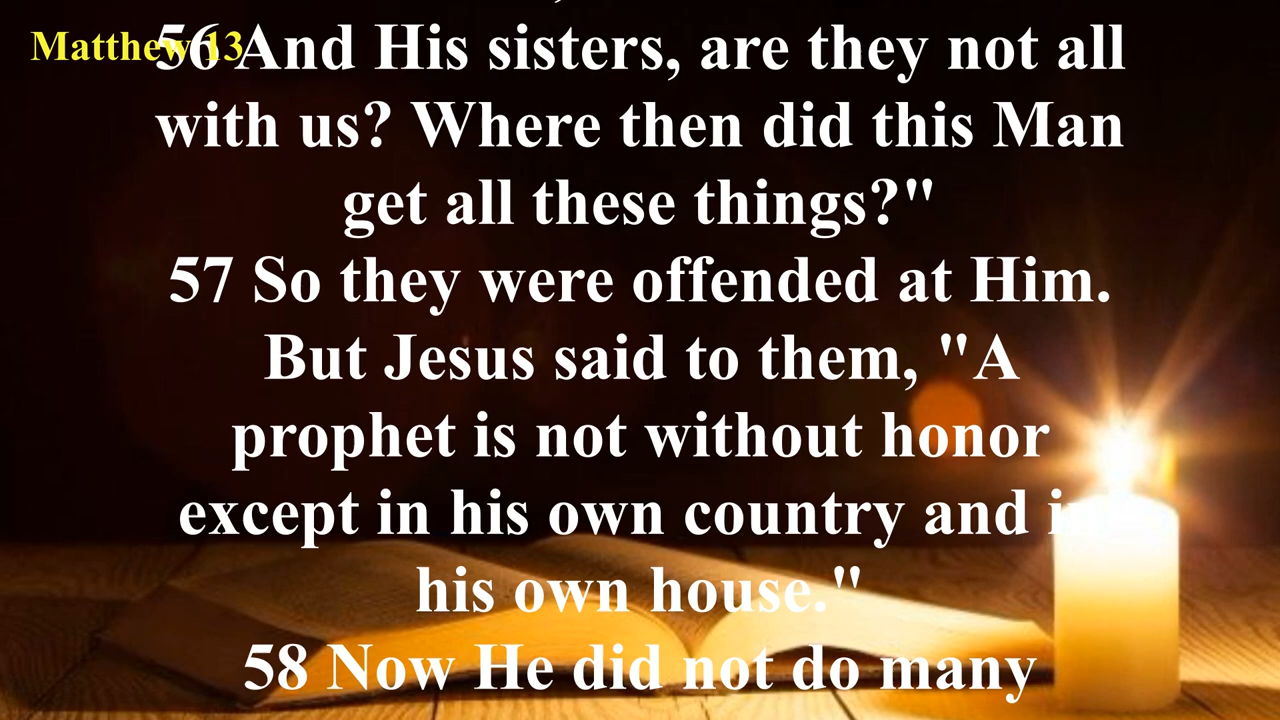 Matthew 13
56 And His sisters, are they not all
with us? Where then did this Man
get all these things?"
57 So they were offended at Him.
But Jesus said to them, "A
prophet is not without honor
except in his own country and in
his own house."
58 Now He did not do many